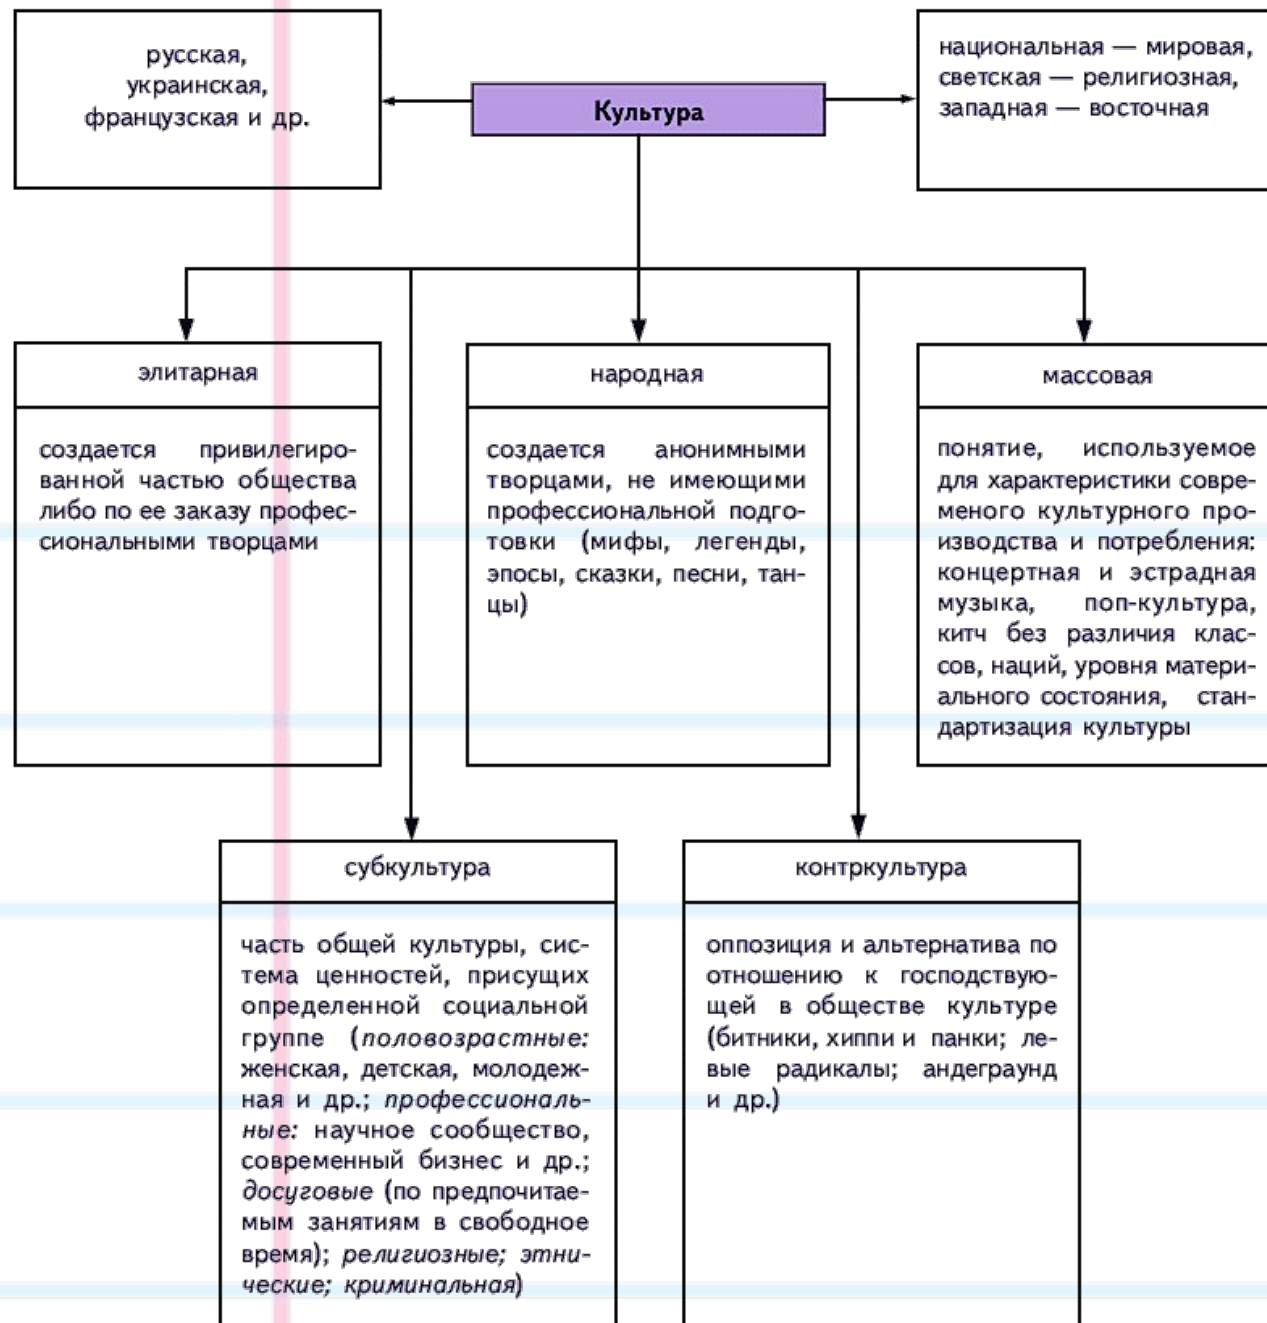 русская,
украинская,
французская и др.
Культура
национальная — мировая,
светская — религиозная,
западная — восточная
элитарная
создается привилегиро-
ванной частью общества
либо по ее заказу профес-
сиональными творцами
народная
создается анонимными
творцами, не имеющими
профессиональной подго-
товки (мифы, легенды,
эпосы, сказки, песни, тан-
цы)
массовая
понятие, используемое
для характеристики совре-
меного культурного про-
изводства и потребления:
концертная и эстрадная
музыка, поп-культура,
китч без различия клас-
сов, наций, уровня матери-
ального состояния, стан-
дартизация культуры
субкультура
часть общей культуры, сис-
тема ценностей, присущих
определенной социальной
группе (половозрастные:
женская, детская, молодеж-
ная и др.; профессиональ-
ные: научное сообщество,
современный бизнес и др.;
досуговые (по предпочитае-
мым занятиям в свободное
время); религиозные; этни-
ческие; криминальная)
контркультура
оппозиция и альтернатива по
отношению к господствую-
щей в обществе культуре
(битники, хиппи и панки; ле-
вые радикалы; андеграунд
и др.)